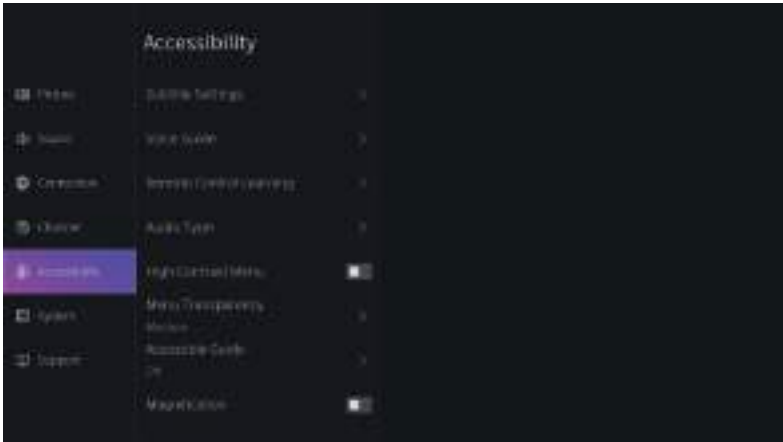 Accessibility
Picture
Subtitle Settings
Sound
Voice Guide
Connection
Remote Control Learning
Channel
Audio Type
Accessibility
High Contrast Menu
Menu Transparency
System
Medium
Accessible Guide
Support
Off
Magnification